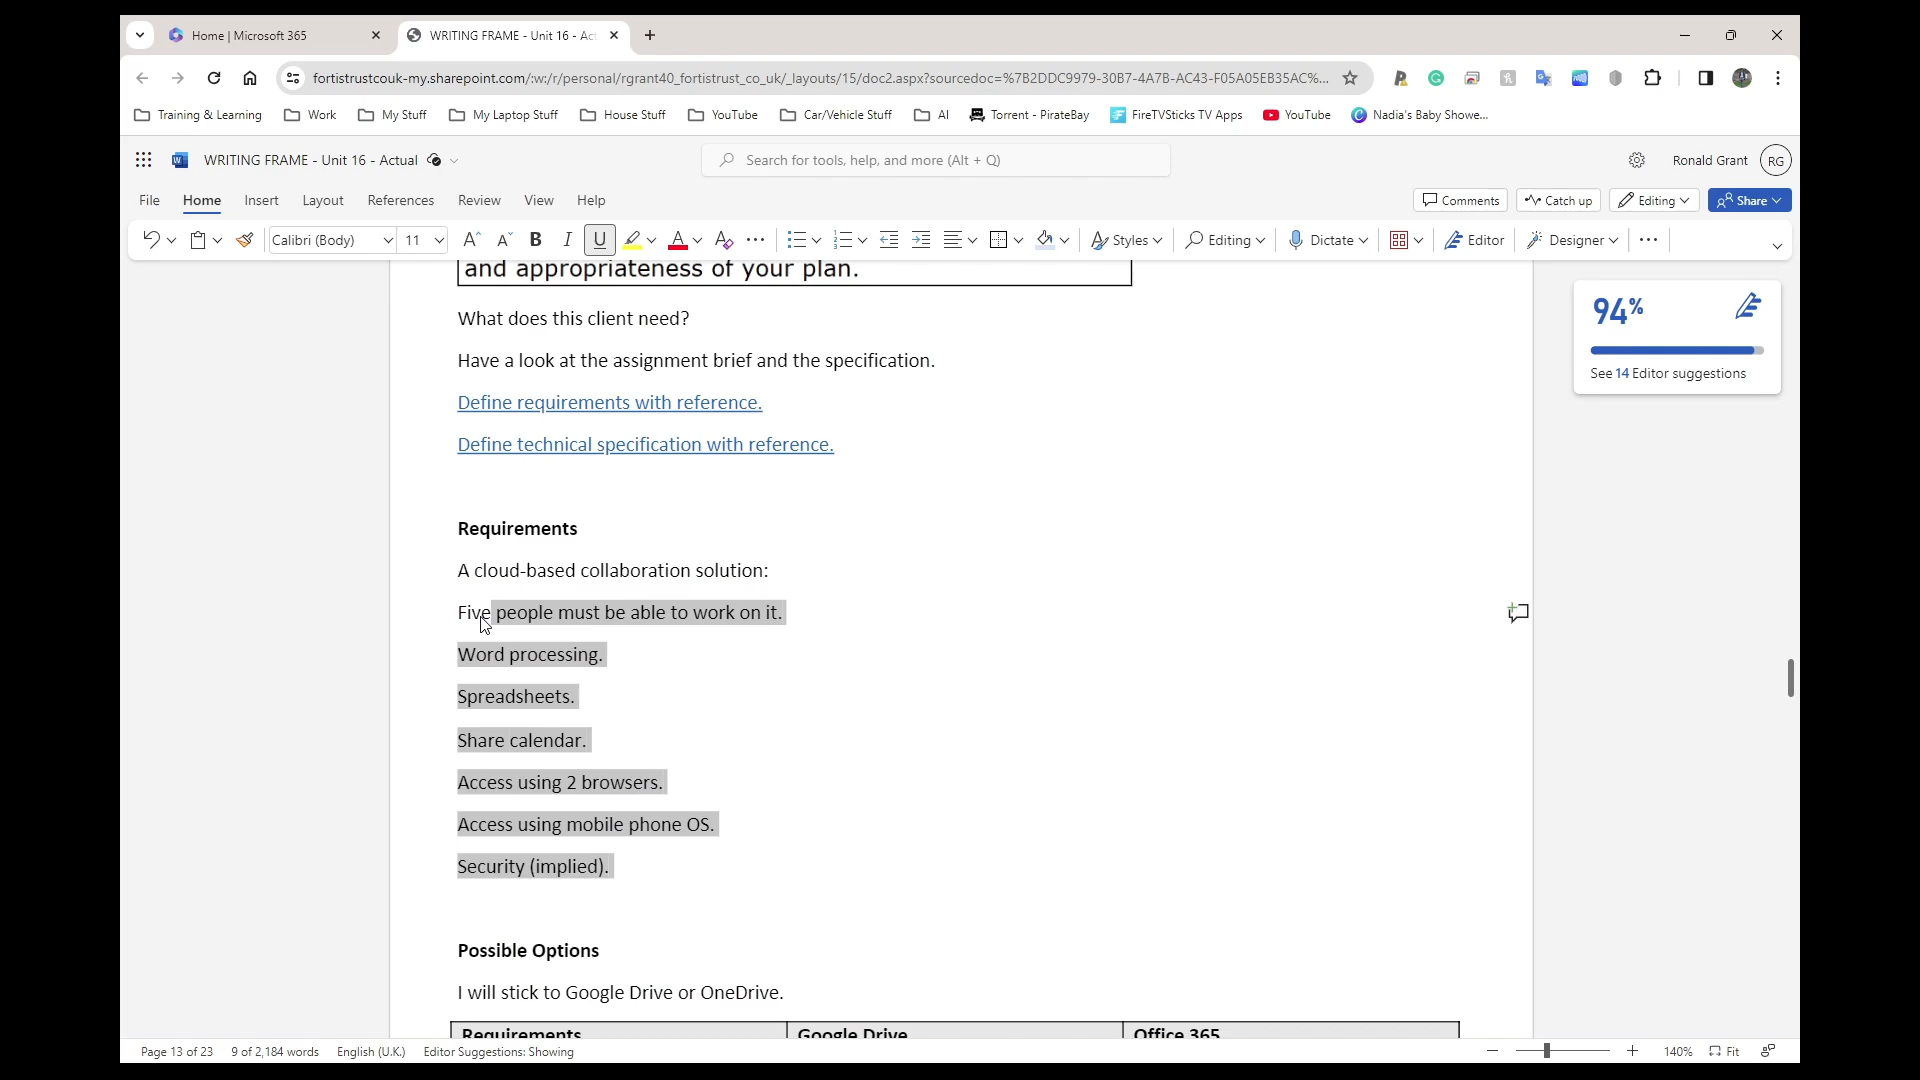 Home | Microsoft 365
WRITING FRAME - Unit 16 - Act
fortistrustcouk-my.sharepoint.com/:w:/r/personal/rgrant40_fortistrust_co_uk/_layouts/15/doc2.aspx?sourcedoc=%7B2DDC9979-30B7-4A7B-AC43-F05A05EB35AC%...
Training & Learning Work My Stuff My Laptop Stuff House Stuff YouTube Car/Vehicle Stuff AI Torrent - PirateBay FireTVSticks TV Apps YouTube Nadia's Baby Showe...
WRITING FRAME - Unit 16 - Actual
Search for tools, help, and more (Alt + Q)
Ronald Grant RG
File Home Insert Layout References Review View Help
Comments Catch up Editing Share
Calibri (Body) 11 B I U Styles Editing Dictate Editor Designer
and appropriateness of your plan.
94%
See 14 Editor suggestions
What does this client need?
Have a look at the assignment brief and the specification.
Define requirements with reference.
Define technical specification with reference.
Requirements
A cloud-based collaboration solution:
Five people must be able to work on it.
Word processing.
Spreadsheets.
Share calendar.
Access using 2 browsers.
Access using mobile phone OS.
Security (implied).
Possible Options
I will stick to Google Drive or OneDrive.
Requirements Google Drive Office 365
Page 13 of 23 9 of 2,184 words English (U.K.) Editor Suggestions: Showing 140% Fit